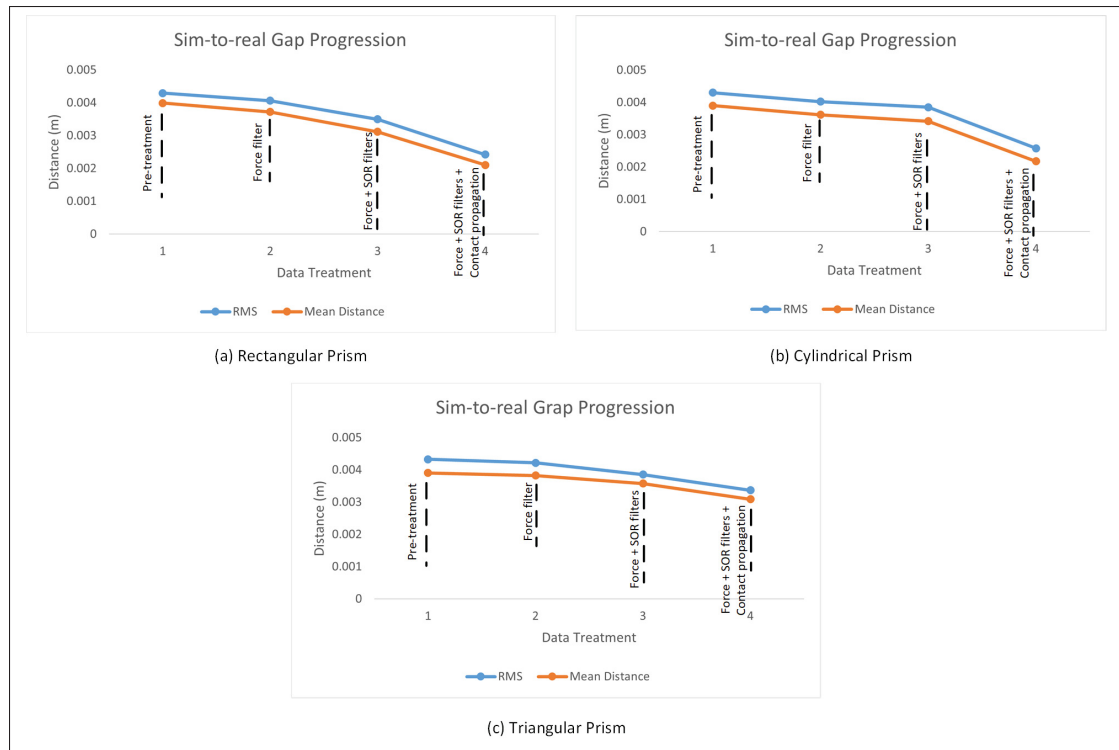 Sim-to-real Gap Progression
0.005
0.004
0.003
0.002
0.001
0
Distance (m)
Pre-treatment
Force filter
Force + SOR filters
Force + SOR filters +
Contact propagation
1
2
3
4
Data Treatment
RMS
Mean Distance
(a) Rectangular Prism
Sim-to-real Gap Progression
0.005
0.004
0.003
0.002
0.001
0
Distance (m)
Pre-treatment
Force filter
Force + SOR filters
Force + SOR filters +
Contact propagation
1
2
3
4
Data Treatment
RMS
Mean Distance
(b) Cylindrical Prism
Sim-to-real Grap Progression
0.005
0.004
0.003
0.002
0.001
0
Distance (m)
Pre-treatment
Force filter
Force + SOR filters
Force + SOR filters +
Contact propagation
1
2
3
4
Data Treatment
RMS
Mean Distance
(c) Triangular Prism